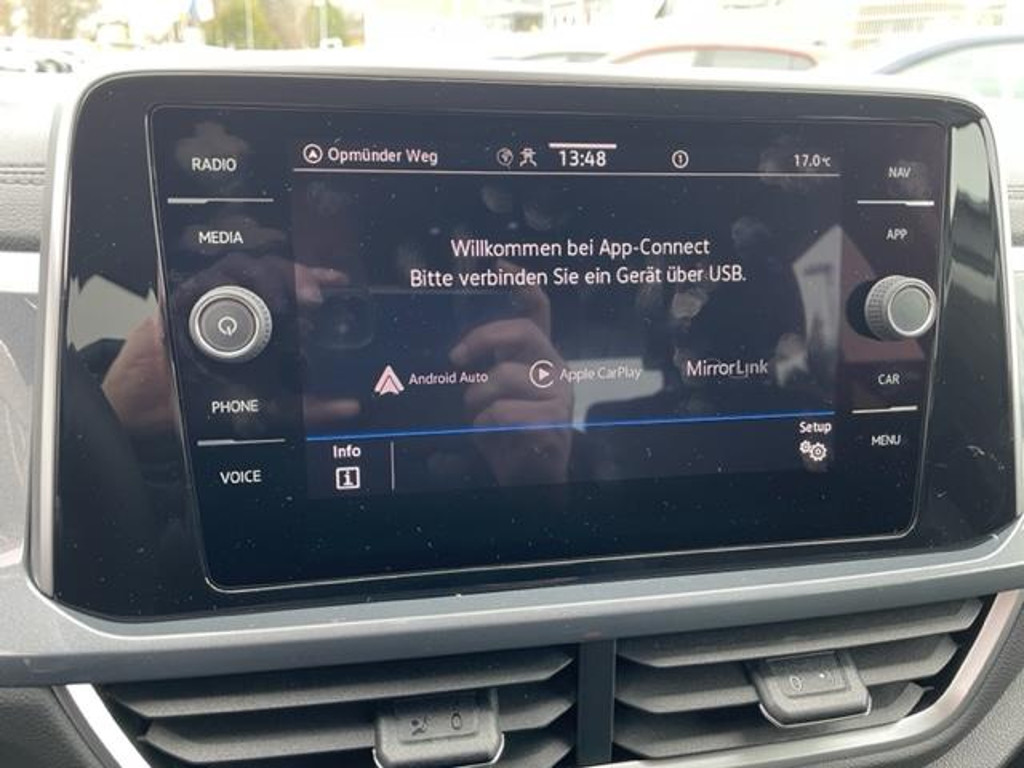 RADIO
MEDIA
PHONE
VOICE
Opmünder Weg
13:48
1
17.0°C
Willkommen bei App-Connect
Bitte verbinden Sie ein Gerät über USB.
Android Auto
Apple CarPlay
MirrorLink
Info
i
Setup
NAV
APP
CAR
MENU